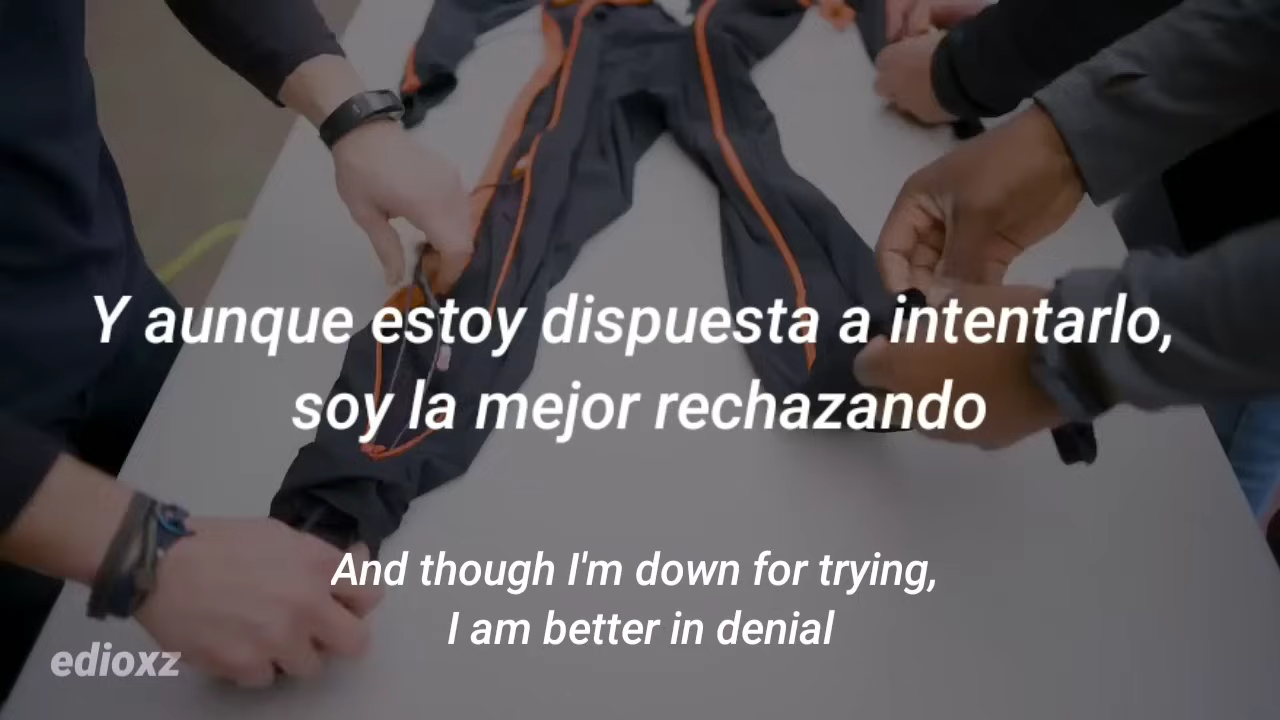 Y aunque estoy dispuesta a intentarlo,
soy la mejor rechazando
And though I'm down for trying,
I am better in denial
edioxz